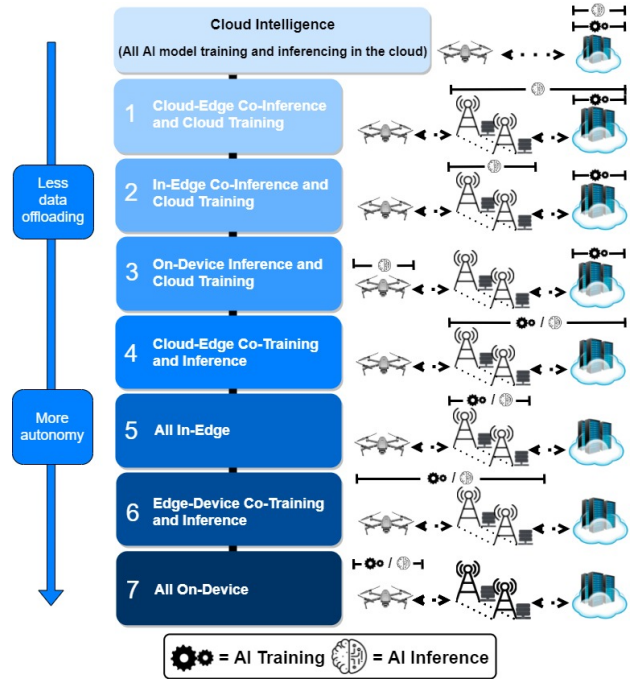 Cloud Intelligence
(All AI model training and inferencing in the cloud)
1
Cloud-Edge Co-Inference
and Cloud Training
Less
data
offloading
2
In-Edge Co-Inference and
Cloud Training
3
On-Device Inference and
Cloud Training
/
4
Cloud-Edge Co-Training
and Inference
More
autonomy
/
5
All In-Edge
/
6
Edge-Device Co-Training
and Inference
/
7
All On-Device
= AI Training
= AI Inference